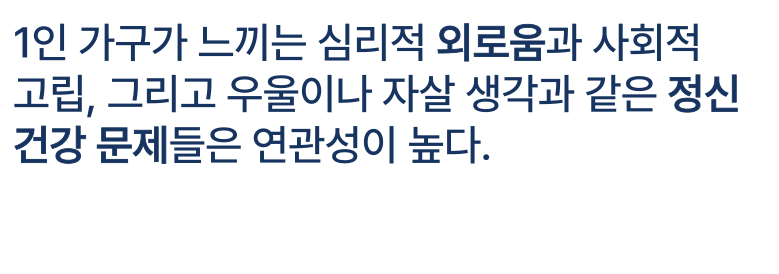 1인 가구가 느끼는 심리적 외로움과 사회적
고립, 그리고 우울이나 자살 생각과 같은 정신
건강 문제들은 연관성이 높다.